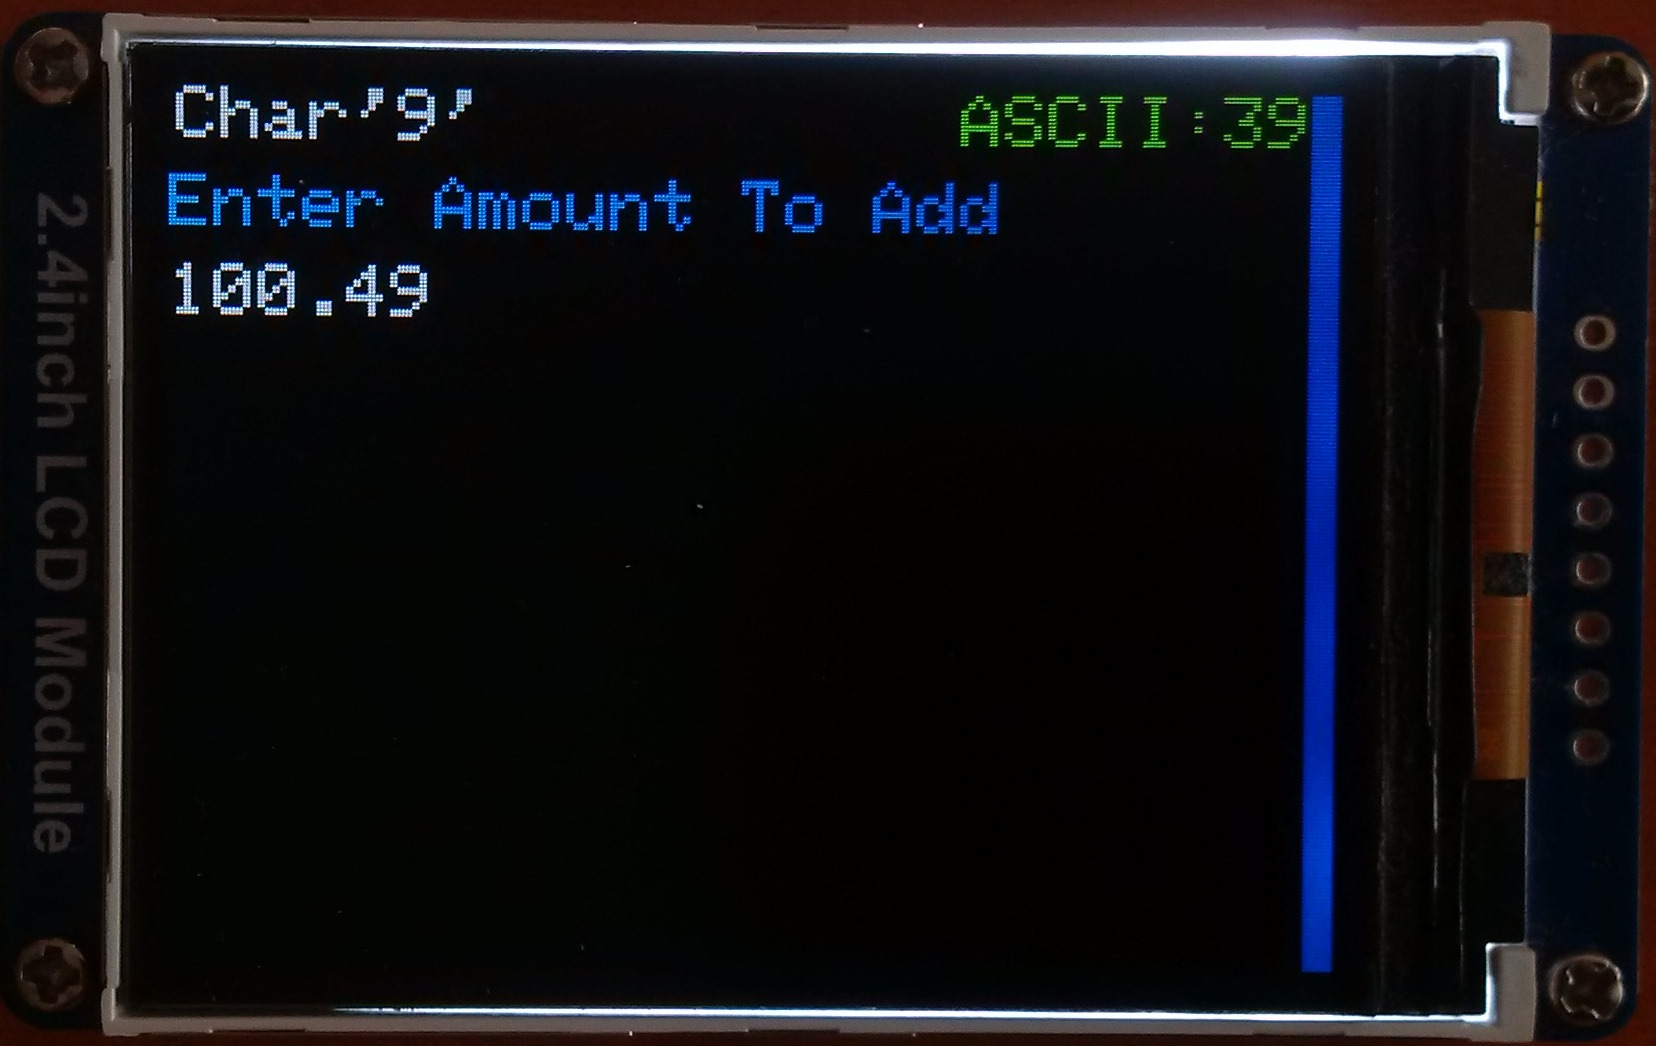 Char'9' ASCII:39
Enter Amount To Add
100.49
2.4inch LCD Module